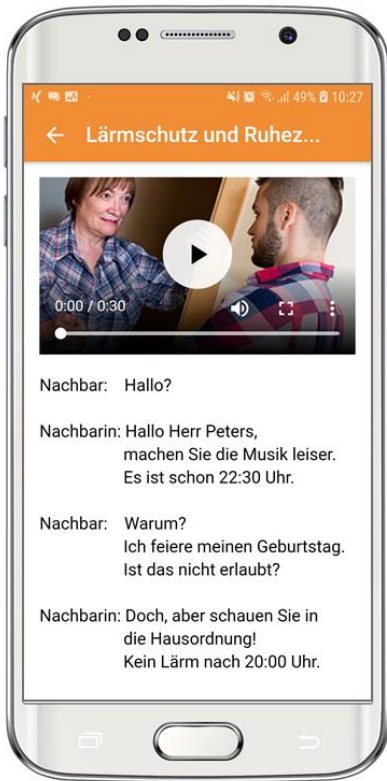 49% 10:27
Lärmschutz und Ruhez...
0:00 / 0:30
Nachbar: Hallo?
Nachbarin: Hallo Herr Peters,
machen Sie die Musik leiser.
Es ist schon 22:30 Uhr.
Nachbar: Warum?
Ich feiere meinen Geburtstag.
Ist das nicht erlaubt?
Nachbarin: Doch, aber schauen Sie in
die Hausordnung!
Kein Lärm nach 20:00 Uhr.